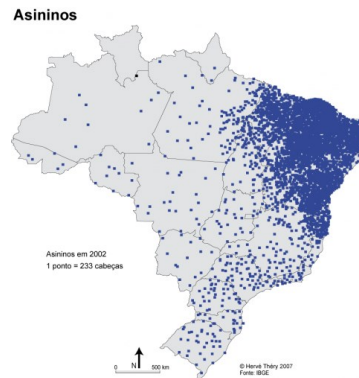 Asininos
Asininos em 2002
1 ponto = 233 cabeças
N
0 500 km
© Hervé Théry 2007
Fonte: IBGE